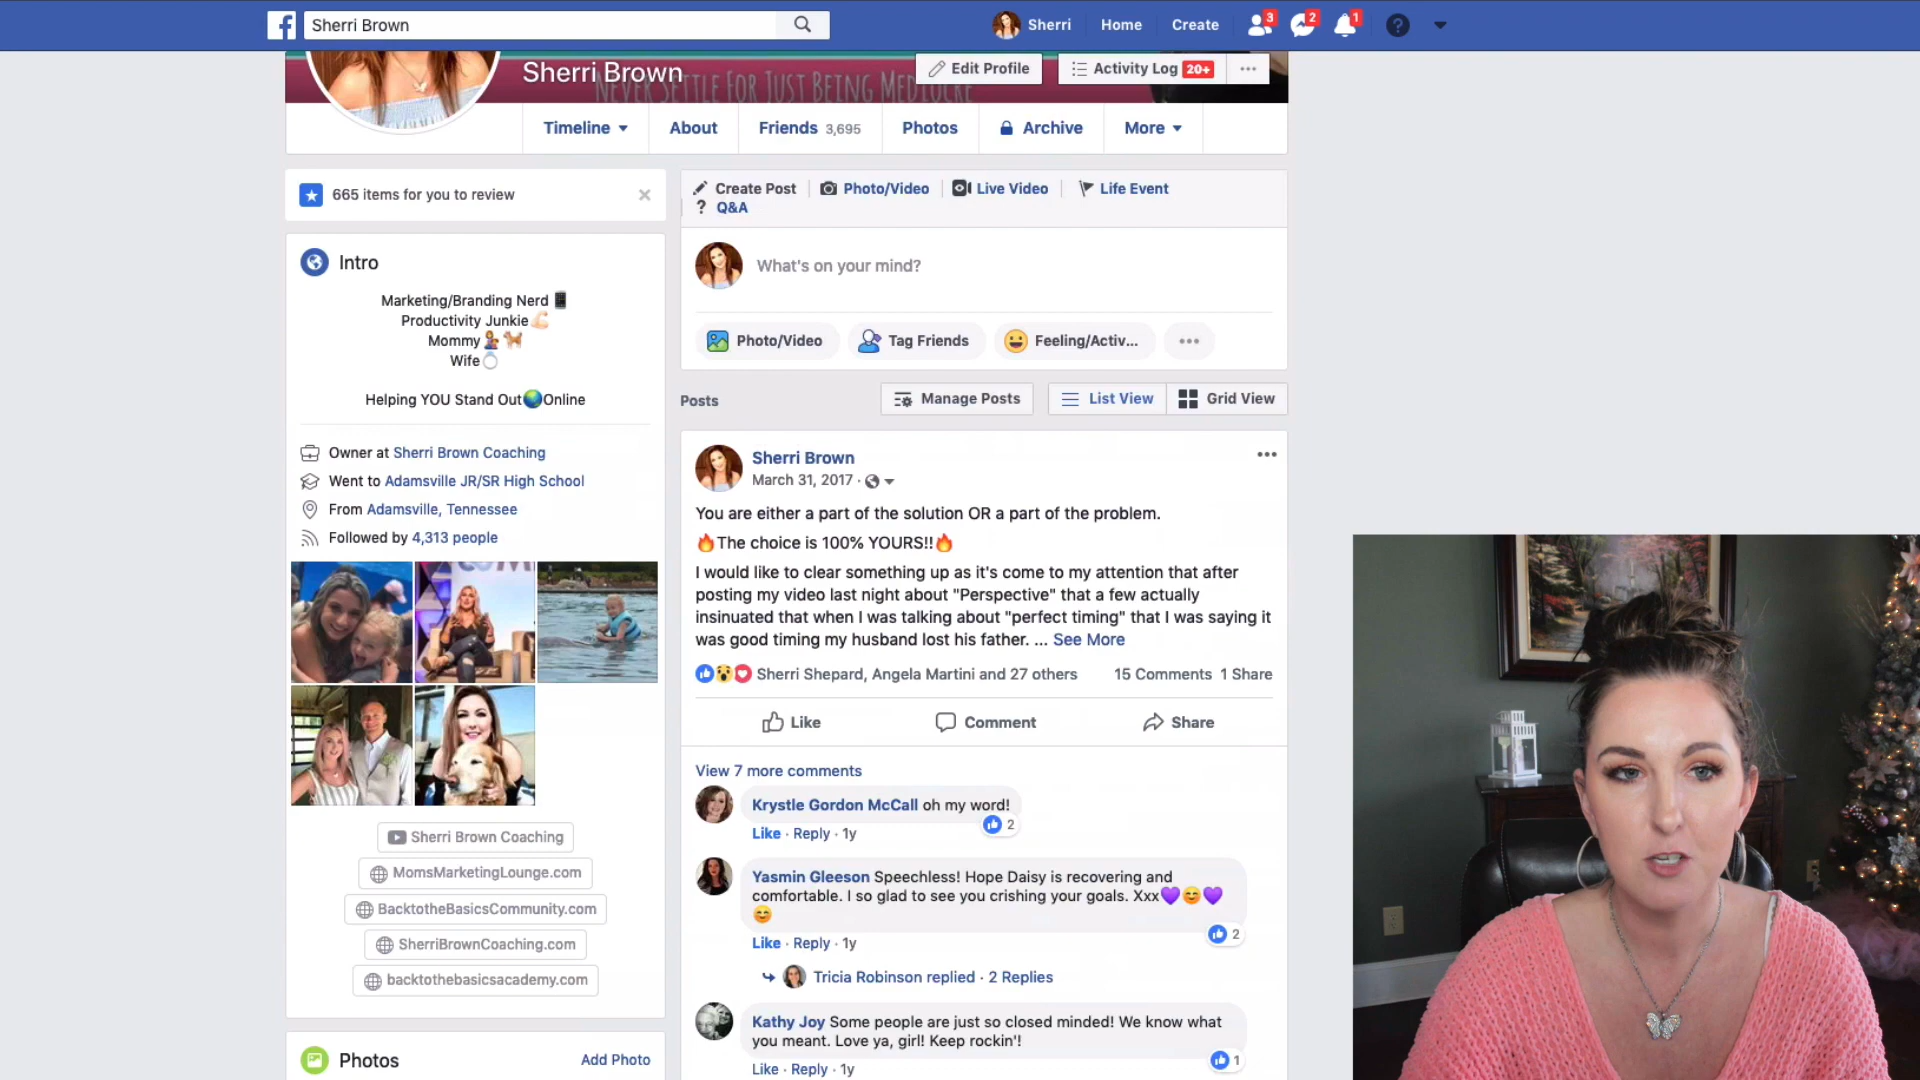 Sherri Brown
Sherri
Home
Create
3
2
1
?
Sherri Brown
NEVER SETTLE FOR JUST BEING MEDIOCRE
Edit Profile
Activity Log 20+
Timeline
About
Friends 3,695
Photos
Archive
More
665 items for you to review
Intro
Marketing/Branding Nerd📱
Productivity Junkie💪🏻
Mommy👩‍👧🐕
Wife💍
Helping YOU Stand Out🌎Online
Owner at Sherri Brown Coaching
Went to Adamsville JR/SR High School
From Adamsville, Tennessee
Followed by 4,313 people
Sherri Brown Coaching
MomsMarketingLounge.com
BacktotheBasicsCommunity.com
SherriBrownCoaching.com
backtothebasicsacademy.com
Photos
Add Photo
Create Post
Photo/Video
Live Video
Life Event
? Q&A
What's on your mind?
Photo/Video
Tag Friends
Feeling/Activ...
Posts
Manage Posts
List View
Grid View
Sherri Brown
March 31, 2017 ·
You are either a part of the solution OR a part of the problem.
🔥The choice is 100% YOURS!!🔥
I would like to clear something up as it's come to my attention that after
posting my video last night about "Perspective" that a few actually
insinuated that when I was talking about "perfect timing" that I was saying it
was good timing my husband lost his father. ... See More
Sherri Shepard, Angela Martini and 27 others
15 Comments 1 Share
Like
Comment
Share
View 7 more comments
Krystle Gordon McCall oh my word!
2
Like · Reply · 1y
Yasmin Gleeson Speechless! Hope Daisy is recovering and
comfortable. I so glad to see you crishing your goals. Xxx💜😊💜
😊
2
Like · Reply · 1y
Tricia Robinson replied · 2 Replies
Kathy Joy Some people are just so closed minded! We know what
you meant. Love ya, girl! Keep rockin'!
1
Like · Reply · 1y